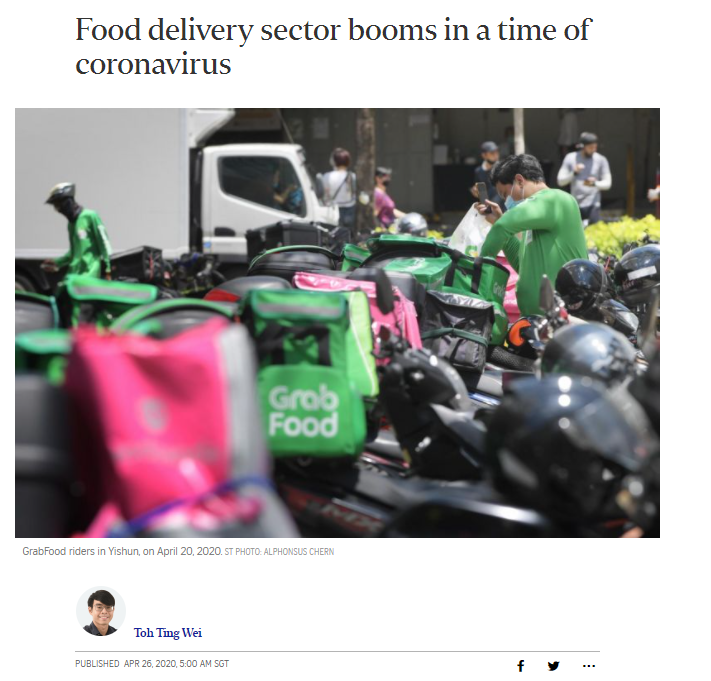 Food delivery sector booms in a time of
coronavirus
Grab
Food
GrabFood riders in Yishun, on April 20, 2020. ST PHOTO: ALPHONSUS CHERN
Toh Ting Wei
PUBLISHED APR 26, 2020, 5:00 AM SGT